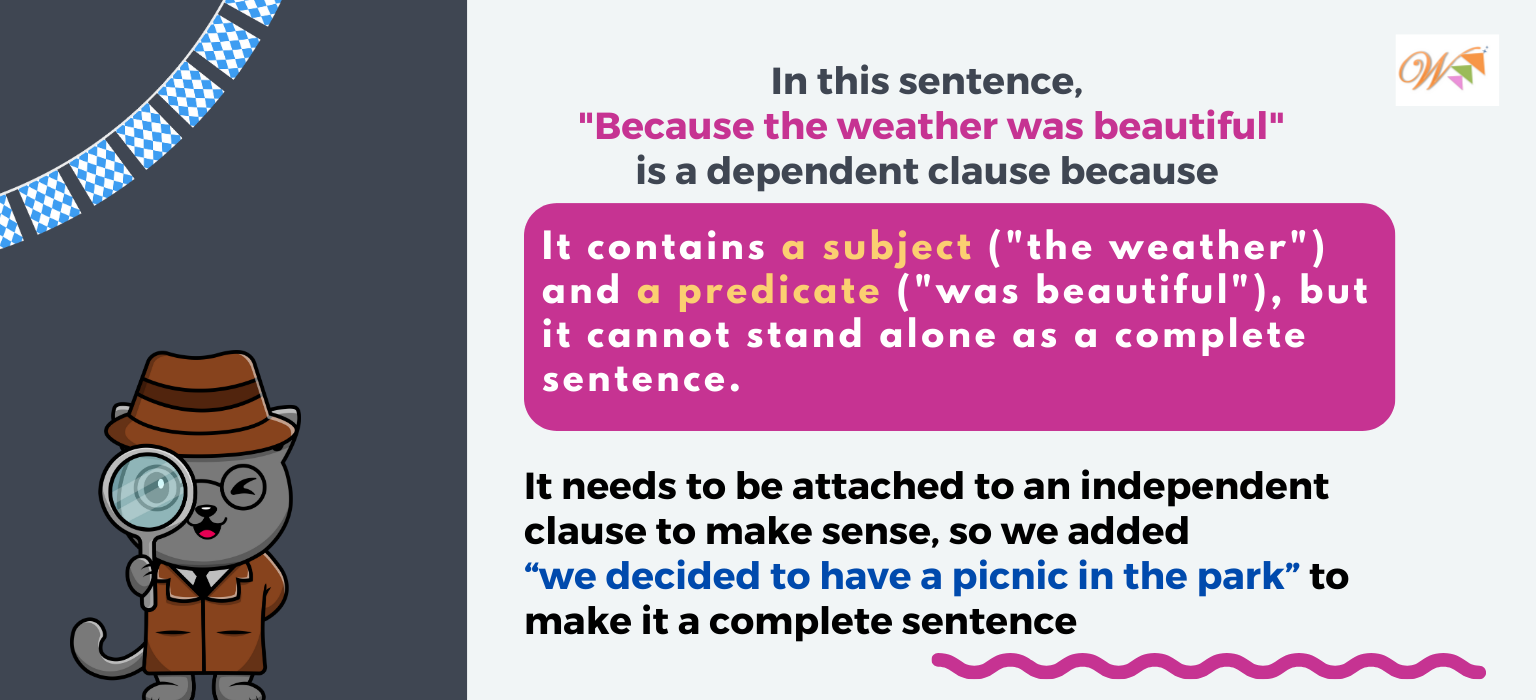 In this sentence,
"Because the weather was beautiful"
is a dependent clause because
It contains a subject ("the weather")
and a predicate ("was beautiful"), but
it cannot stand alone as a complete
sentence.
It needs to be attached to an independent
clause to make sense, so we added
“we decided to have a picnic in the park” to
make it a complete sentence
W